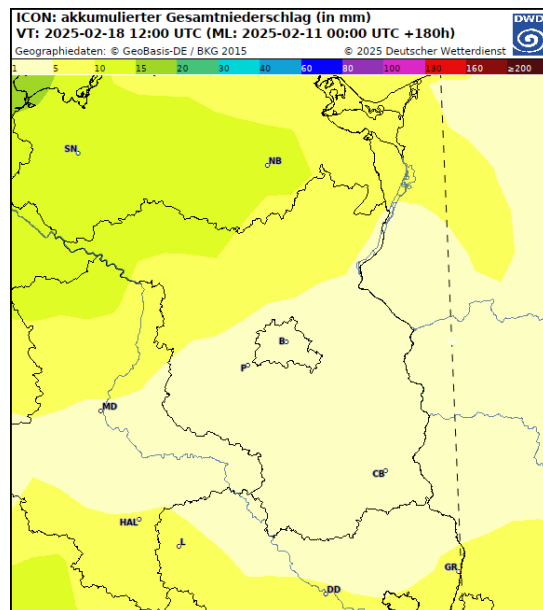 ICON: akkumulierter Gesamtniederschlag (in mm)
VT: 2025-02-18 12:00 UTC (ML: 2025-02-11 00:00 UTC +180h)
Geographiedaten: © GeoBasis-DE / BKG 2015 © 2025 Deutscher Wetterdienst
DWD
1 5 10 15 20 30 40 60 80 100 130 160 ≥200
SN
NB
B
P
MD
CB
HAL
L
GR
DD